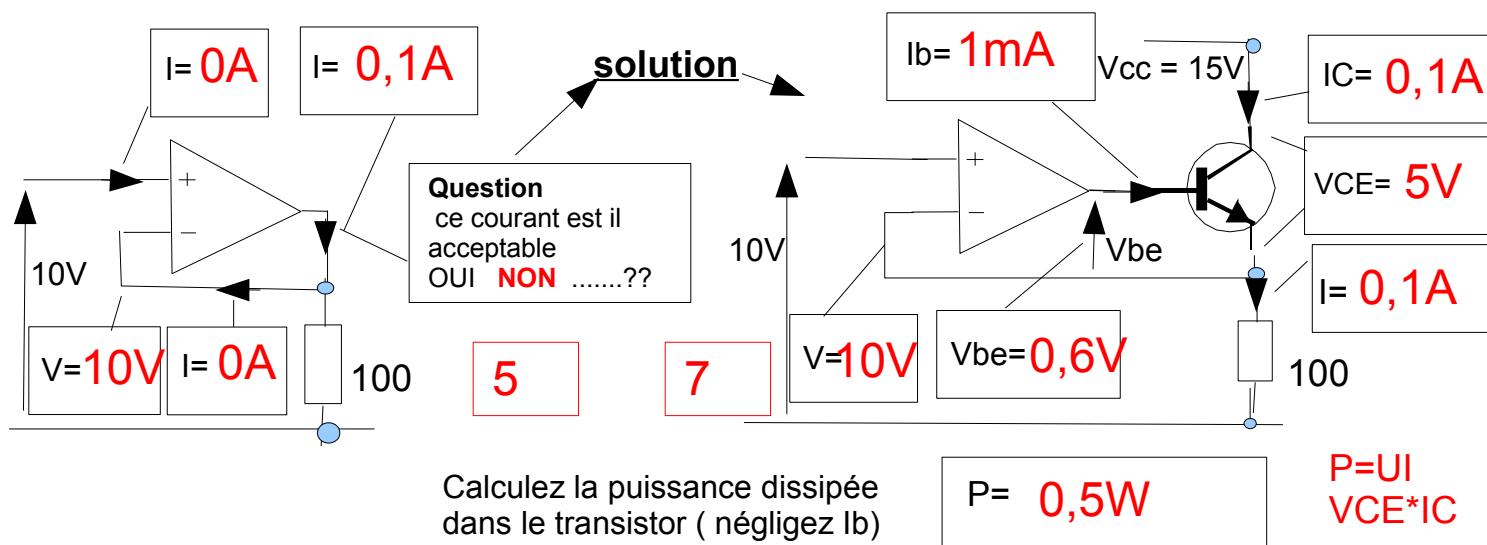 I= 0A
I= 0,1A
solution
+
−
10V
V=10V
I= 0A
100
Question
ce courant est il
acceptable
OUI NON .......??
5
7
Ib= 1mA
Vcc = 15V
IC= 0,1A
VCE= 5V
+
−
10V
Vbe
I= 0,1A
V=10V
Vbe=0,6V
100
Calculez la puissance dissipée
dans le transistor ( négligez Ib)
P= 0,5W
P=UI
VCE*IC